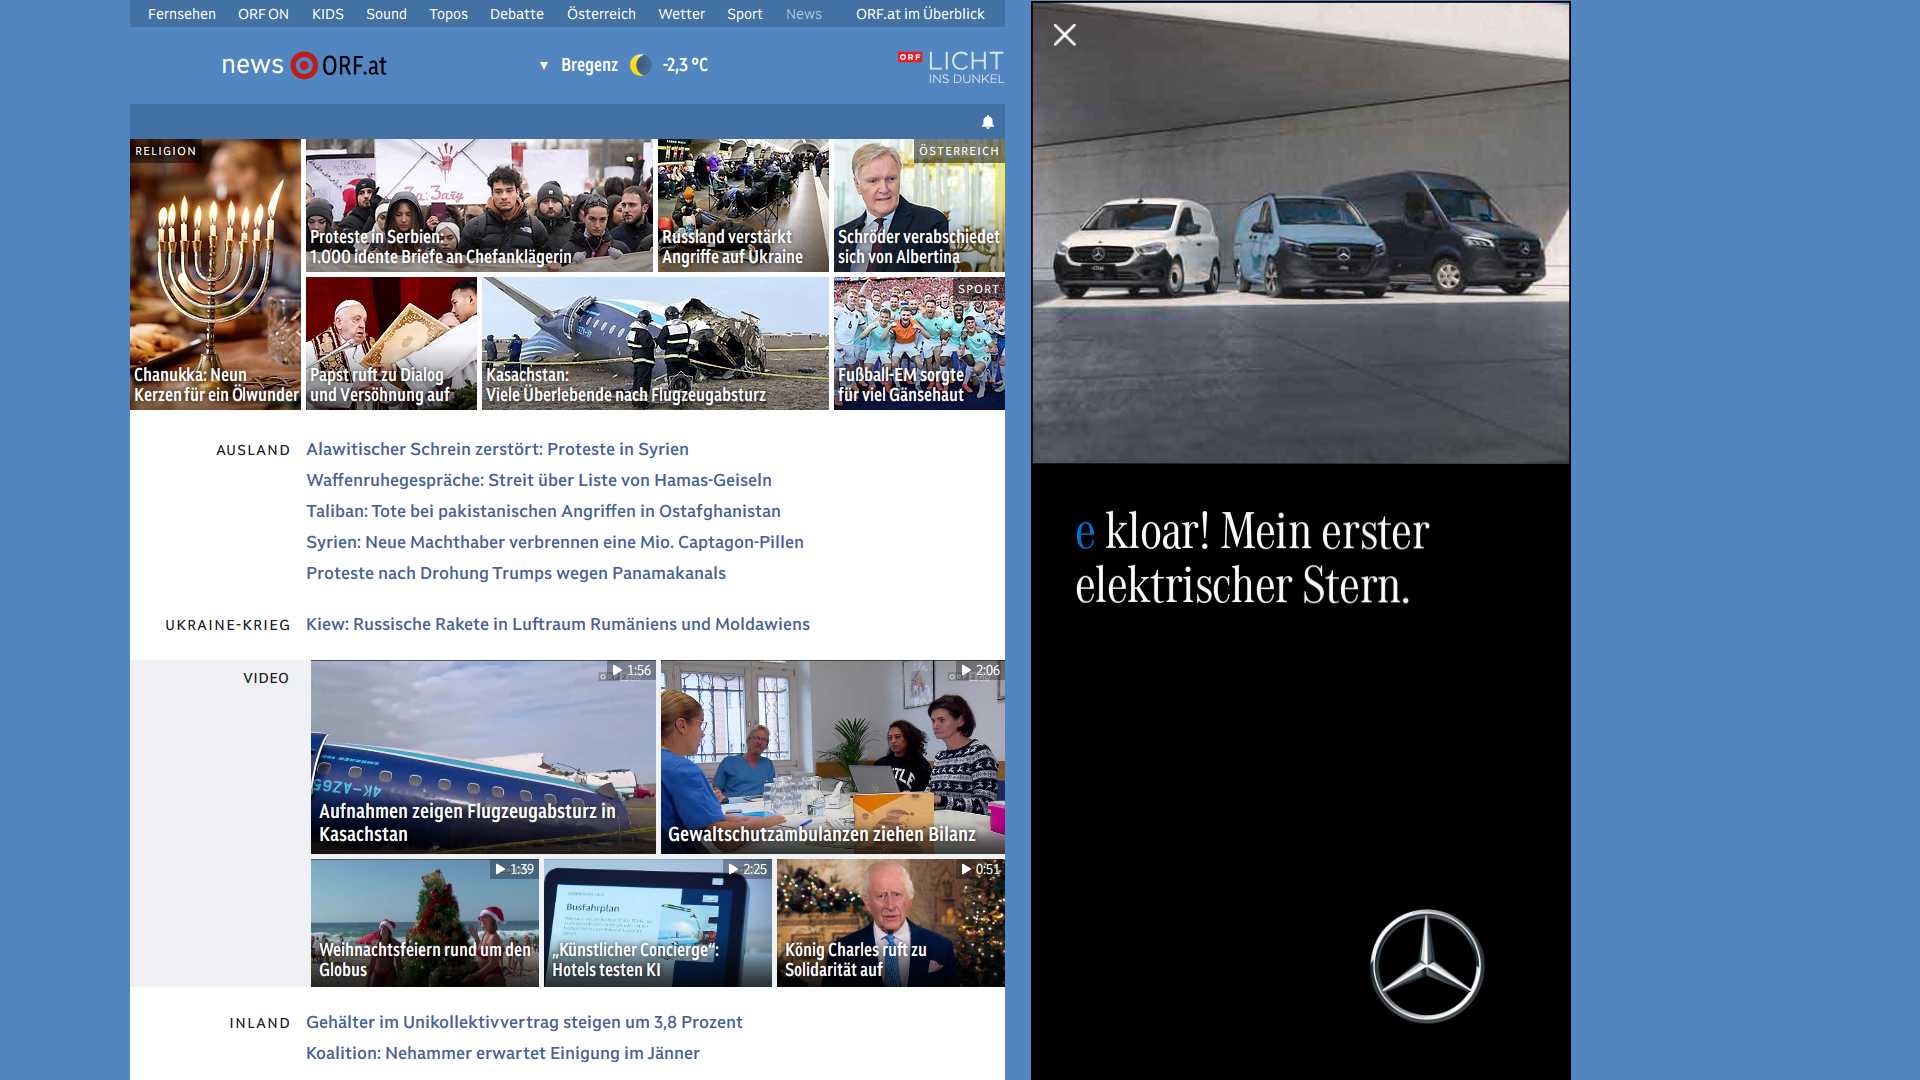 Fernsehen ORF ON KIDS Sound Topos Debatte Österreich Wetter Sport News ORF.at im Überblick
news ORF.at
Bregenz -2,3 °C
ORF LICHT
INS DUNKEL
RELIGION
Chanukka: Neun
Kerzen für ein Ölwunder
Proteste in Serbien:
1.000 idente Briefe an Chefanklägerin
Russland verstärkt
Angriffe auf Ukraine
ÖSTERREICH
Schröder verabschiedet
sich von Albertina
Papst ruft zu Dialog
und Versöhnung auf
Kasachstan:
Viele Überlebende nach Flugzeugabsturz
SPORT
Fußball-EM sorgte
für viel Gänsehaut
AUSLAND
Alawitischer Schrein zerstört: Proteste in Syrien
Waffenruhegespräche: Streit über Liste von Hamas-Geiseln
Taliban: Tote bei pakistanischen Angriffen in Ostafghanistan
Syrien: Neue Machthaber verbrennen eine Mio. Captagon-Pillen
Proteste nach Drohung Trumps wegen Panamakanals
UKRAINE-KRIEG
Kiew: Russische Rakete in Luftraum Rumäniens und Moldawiens
VIDEO
1:56
4K-AZ65
Aufnahmen zeigen Flugzeugabsturz in
Kasachstan
2:06
Gewaltschutzambulanzen ziehen Bilanz
1:39
Weihnachtsfeiern rund um den
Globus
2:25
Busfahrplan
„Künstlicher Concierge“:
Hotels testen KI
0:51
König Charles ruft zu
Solidarität auf
INLAND
Gehälter im Unikollektivvertrag steigen um 3,8 Prozent
Koalition: Nehammer erwartet Einigung im Jänner
e kloar! Mein erster
elektrischer Stern.